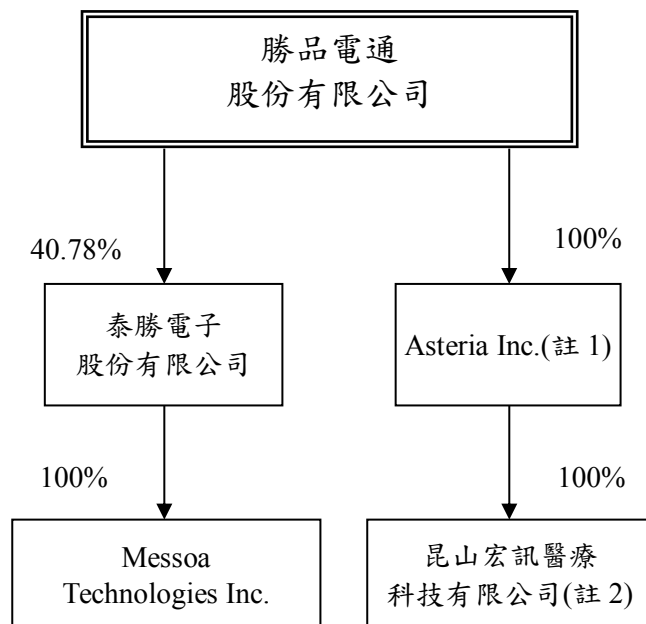 勝品電通
股份有限公司
40.78%
100%
泰勝電子
股份有限公司
Asteria Inc.(註 1)
100%
100%
Messoa
Technologies Inc.
昆山宏訊醫療
科技有限公司(註 2)